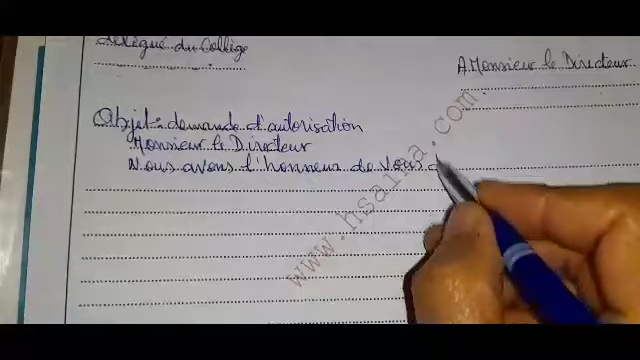 délégué du Collège
A Monsieur le Directeur
Objet : demande d'autorisation
Monsieur le Directeur
Nous avons l'honneur de Vous
www.hsaina.com